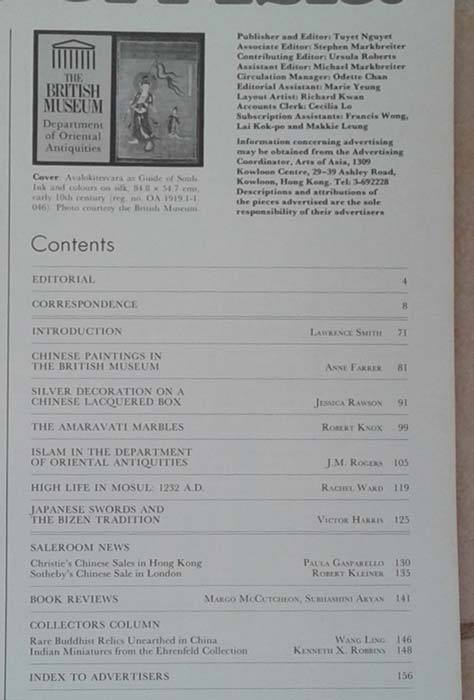 THE
BRITISH
MUSEUM
Department
of Oriental
Antiquities
Cover: Avalokitesvara as Guide of Souls.
Ink and colours on silk, 84.8 x 54.7 cms,
early 10th century (reg. no. OA 1919.1-1.
046). Photo courtesy the British Museum.
Publisher and Editor: Tuyet Nguyet
Associate Editor: Stephen Markbreiter
Contributing Editor: Ursula Roberts
Assistant Editor: Michael Markbreiter
Circulation Manager: Odette Chan
Editorial Assistant: Marie Yeung
Layout Artist: Richard Kwan
Accounts Clerk: Cecilia Lo
Subscription Assistants: Francis Wong,
Lai Kok-po and Makkie Leung
Information concerning advertising
may be obtained from the Advertising
Coordinator, Arts of Asia, 1309
Kowloon Centre, 29-39 Ashley Road,
Kowloon, Hong Kong. Tel: 3-692228
Descriptions and attributions of
the pieces advertised are the sole
responsibility of their advertisers
Contents
EDITORIAL 4
CORRESPONDENCE 8
INTRODUCTION LAWRENCE SMITH 71
CHINESE PAINTINGS IN
THE BRITISH MUSEUM ANNE FARRER 81
SILVER DECORATION ON A
CHINESE LACQUERED BOX JESSICA RAWSON 91
THE AMARAVATI MARBLES ROBERT KNOX 99
ISLAM IN THE DEPARTMENT
OF ORIENTAL ANTIQUITIES J.M. ROGERS 105
HIGH LIFE IN MOSUL: 1232 A.D. RACHEL WARD 119
JAPANESE SWORDS AND
THE BIZEN TRADITION VICTOR HARRIS 125
SALEROOM NEWS
Christie's Chinese Sales in Hong Kong PAULA GASPARELLO 130
Sotheby's Chinese Sale in London ROBERT KLEINER 135
BOOK REVIEWS MARGO MCCUTCHEON, SUBHASHINI ARYAN 141
COLLECTORS COLUMN
Rare Buddhist Relics Unearthed in China WANG LING 146
Indian Miniatures from the Ehrenfeld Collection KENNETH X. ROBBINS 148
INDEX TO ADVERTISERS 156